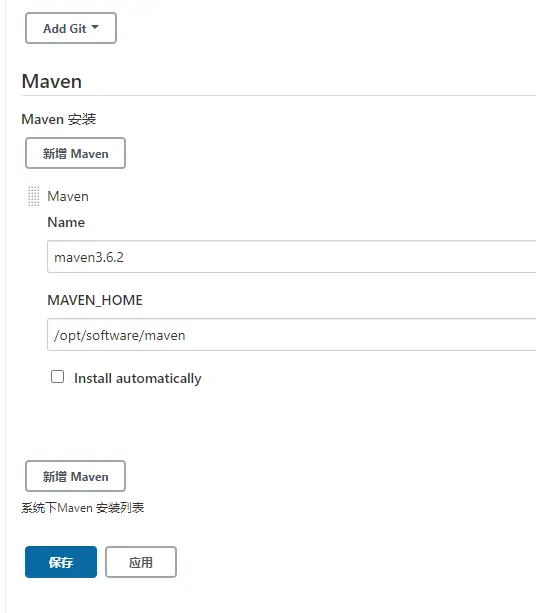 Add Git
Maven
Maven 安装
新增 Maven
Maven
Name
maven3.6.2
MAVEN_HOME
/opt/software/maven
Install automatically
新增 Maven
系统下Maven 安装列表
保存 应用